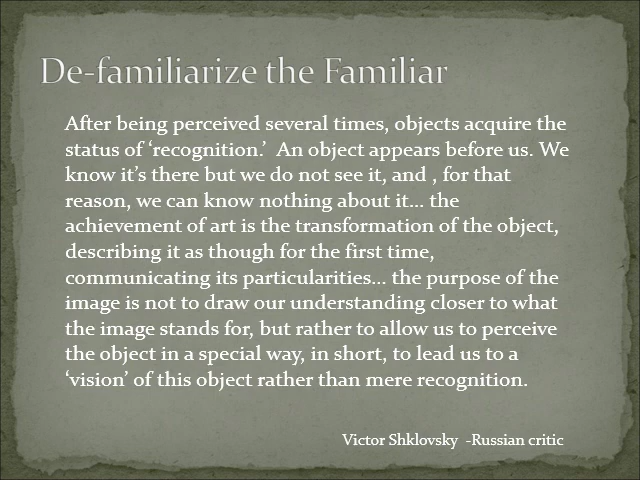 De-familiarize the Familiar
After being perceived several times, objects acquire the
status of ‘recognition.’  An object appears before us. We
know it’s there but we do not see it, and , for that
reason, we can know nothing about it… the
achievement of art is the transformation of the object,
describing it as though for the first time,
communicating its particularities… the purpose of the
image is not to draw our understanding closer to what
the image stands for, but rather to allow us to perceive
the object in a special way, in short, to lead us to a
‘vision’ of this object rather than mere recognition.
Victor Shklovsky  -Russian critic